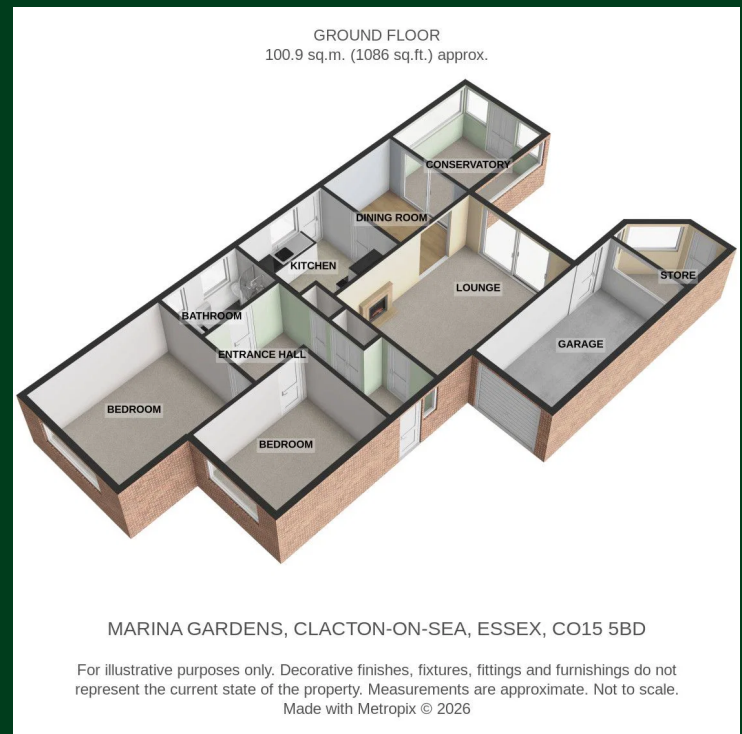 GROUND FLOOR
100.9 sq.m. (1086 sq.ft.) approx.
CONSERVATORY
DINING ROOM
KITCHEN
STORE
LOUNGE
BATHROOM
GARAGE
ENTRANCE HALL
BEDROOM
BEDROOM
MARINA GARDENS, CLACTON-ON-SEA, ESSEX, CO15 5BD
For illustrative purposes only. Decorative finishes, fixtures, fittings and furnishings do not
represent the current state of the property. Measurements are approximate. Not to scale.
Made with Metropix © 2026